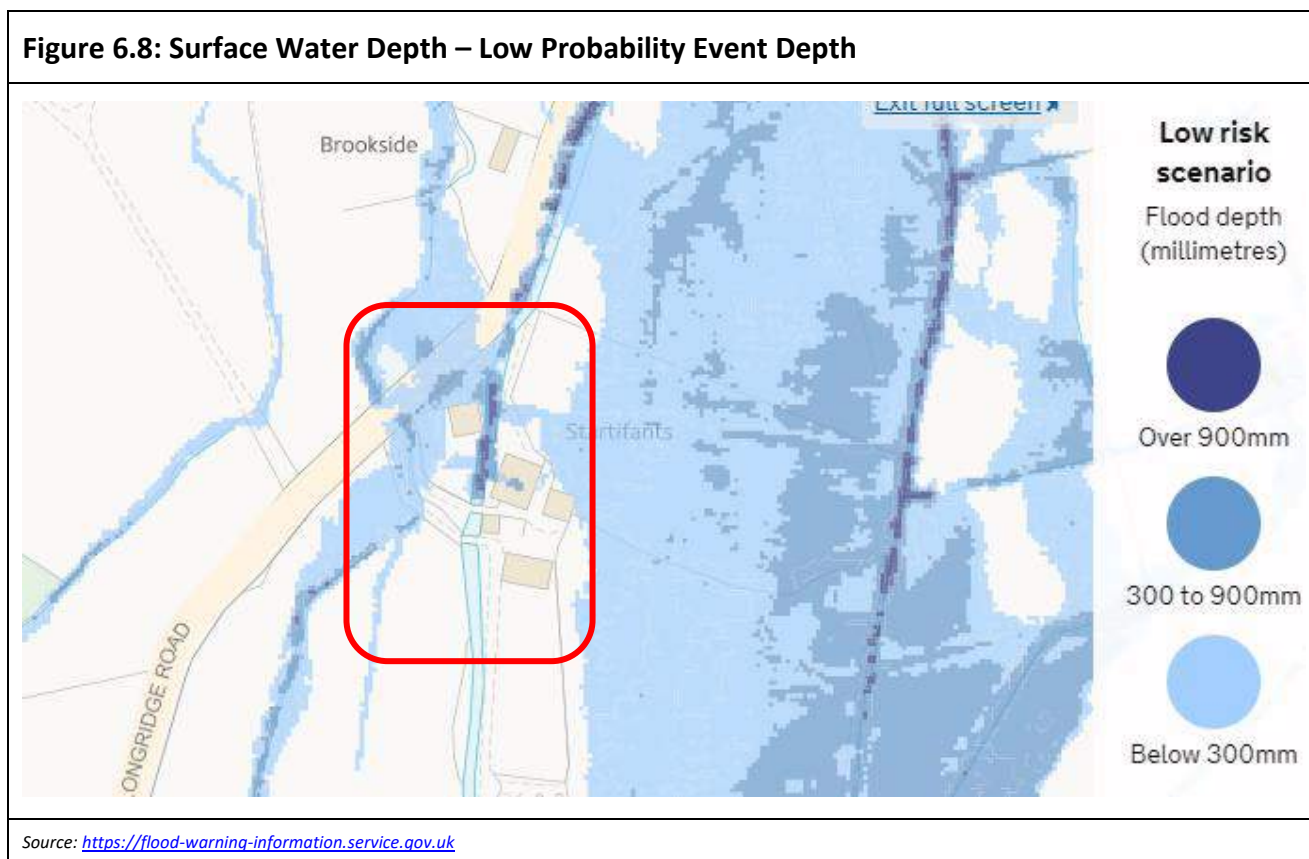 Figure 6.8: Surface Water Depth – Low Probability Event Depth
Exit full screen
Brookside
Startifants
ONGRIDGE ROAD
Low risk
scenario
Flood depth
(millimetres)
Over 900mm
300 to 900mm
Below 300mm
Source: https://flood-warning-information.service.gov.uk